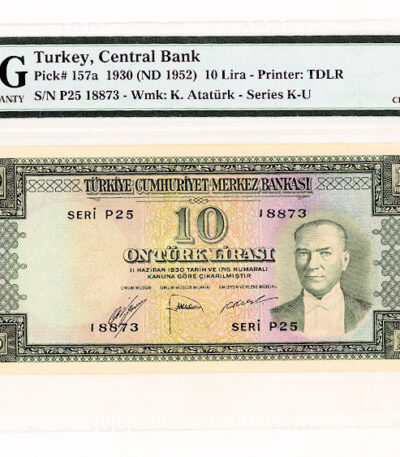 G
Turkey, Central Bank
Pick# 157a 1930 (ND 1952) 10 Lira - Printer: TDLR
ANTY
S/N P25 18873 - Wmk: K. Atatürk - Series K-U
TÜRKİYE CUMHURİYET MERKEZ BANKASI
SERİ P25
18873
10
ON TÜRK LİRASI
11 HAZİRAN 1930 TARİH VE 1715 NUMARALI
KANUNA GÖRE ÇIKARILMIŞTIR
18873
SERİ P25